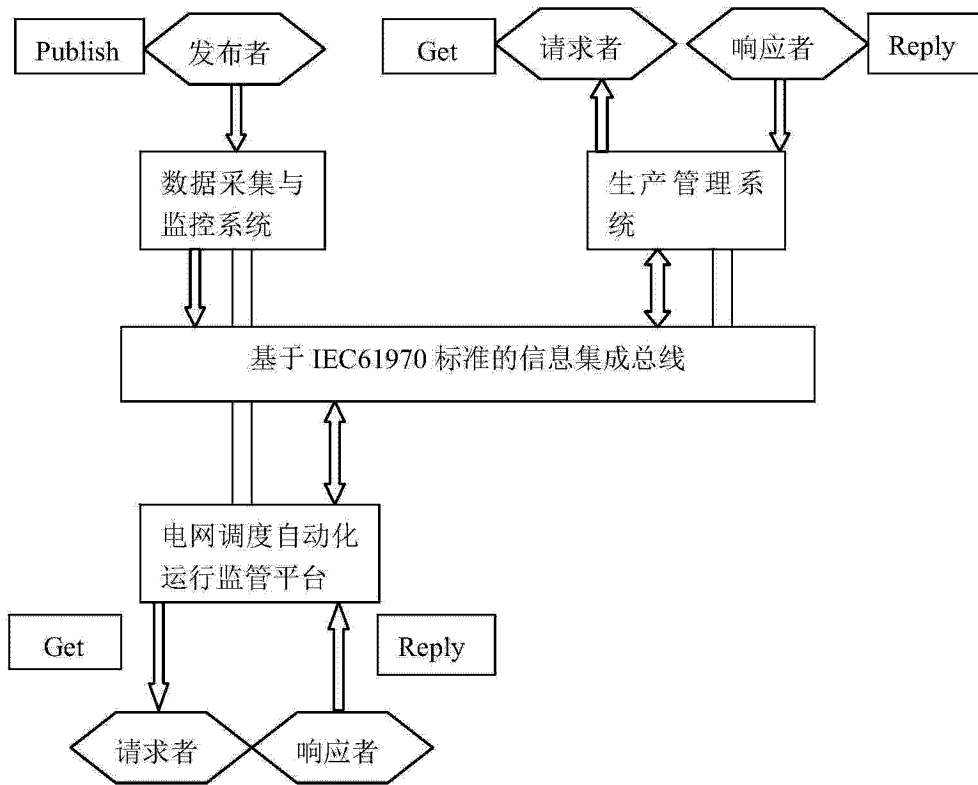 Publish
发布者
Get
请求者
响应者
Reply
数据采集与
监控系统
生产管理系
统
基于 IEC61970 标准的信息集成总线
电网调度自动化
运行监管平台
Get
Reply
请求者
响应者